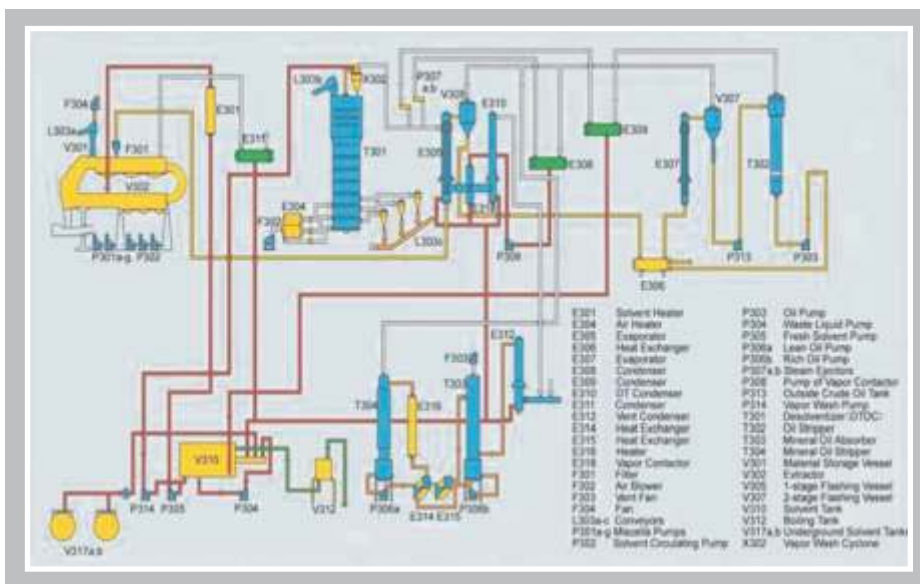 F304
L303a
V301
F301
V302
P301a-g
P302
E301
E311
L303b
X302
T301
E304
F302
L303c
P307
a,b
V305
E310
E305
E308
E309
P308
V307
E307
T302
P313
P303
E306
E312
F303
T303
T304
E316
V310
V312
P306a
E314
E315
P306b
P314
P305
P304
V317a,b
E301 Solvent Heater
E304 Air Heater
E305 Evaporator
E306 Heat Exchanger
E307 Evaporator
E308 Condenser
E309 Condenser
E310 DT Condenser
E311 Condenser
E312 Vent Condenser
E314 Heat Exchanger
E315 Heat Exchanger
E316 Heater
Vapor Contactor
F301 Filter
F302 Air Blower
F303 Vent Fan
F304 Fan
L303a-c Conveyors
P301a-g Miscella Pumps
P302 Solvent Circulating Pump
P303 Oil Pump
P304 Waste Liquid Pump
P305 Fresh Solvent Pump
P306a Lean Oil Pump
P306b Rich Oil Pump
P307a,b Steam Ejectors
P308 Pump of Vapor Contactor
P313 Outside Crude Oil Tank
P314 Vapor Wash Pump
T301 Desolventizer (DTDC)
T302 Oil Stripper
T303 Mineral Oil Absorber
T304 Mineral Oil Stripper
V301 Material Storage Vessel
V302 Extractor
V305 1-stage Flashing Vessel
V307 2-stage Flashing Vessel
V310 Solvent Tank
V312 Boiling Tank
V317a,b Underground Solvent Tanks
X302 Vapor Wash Cyclone